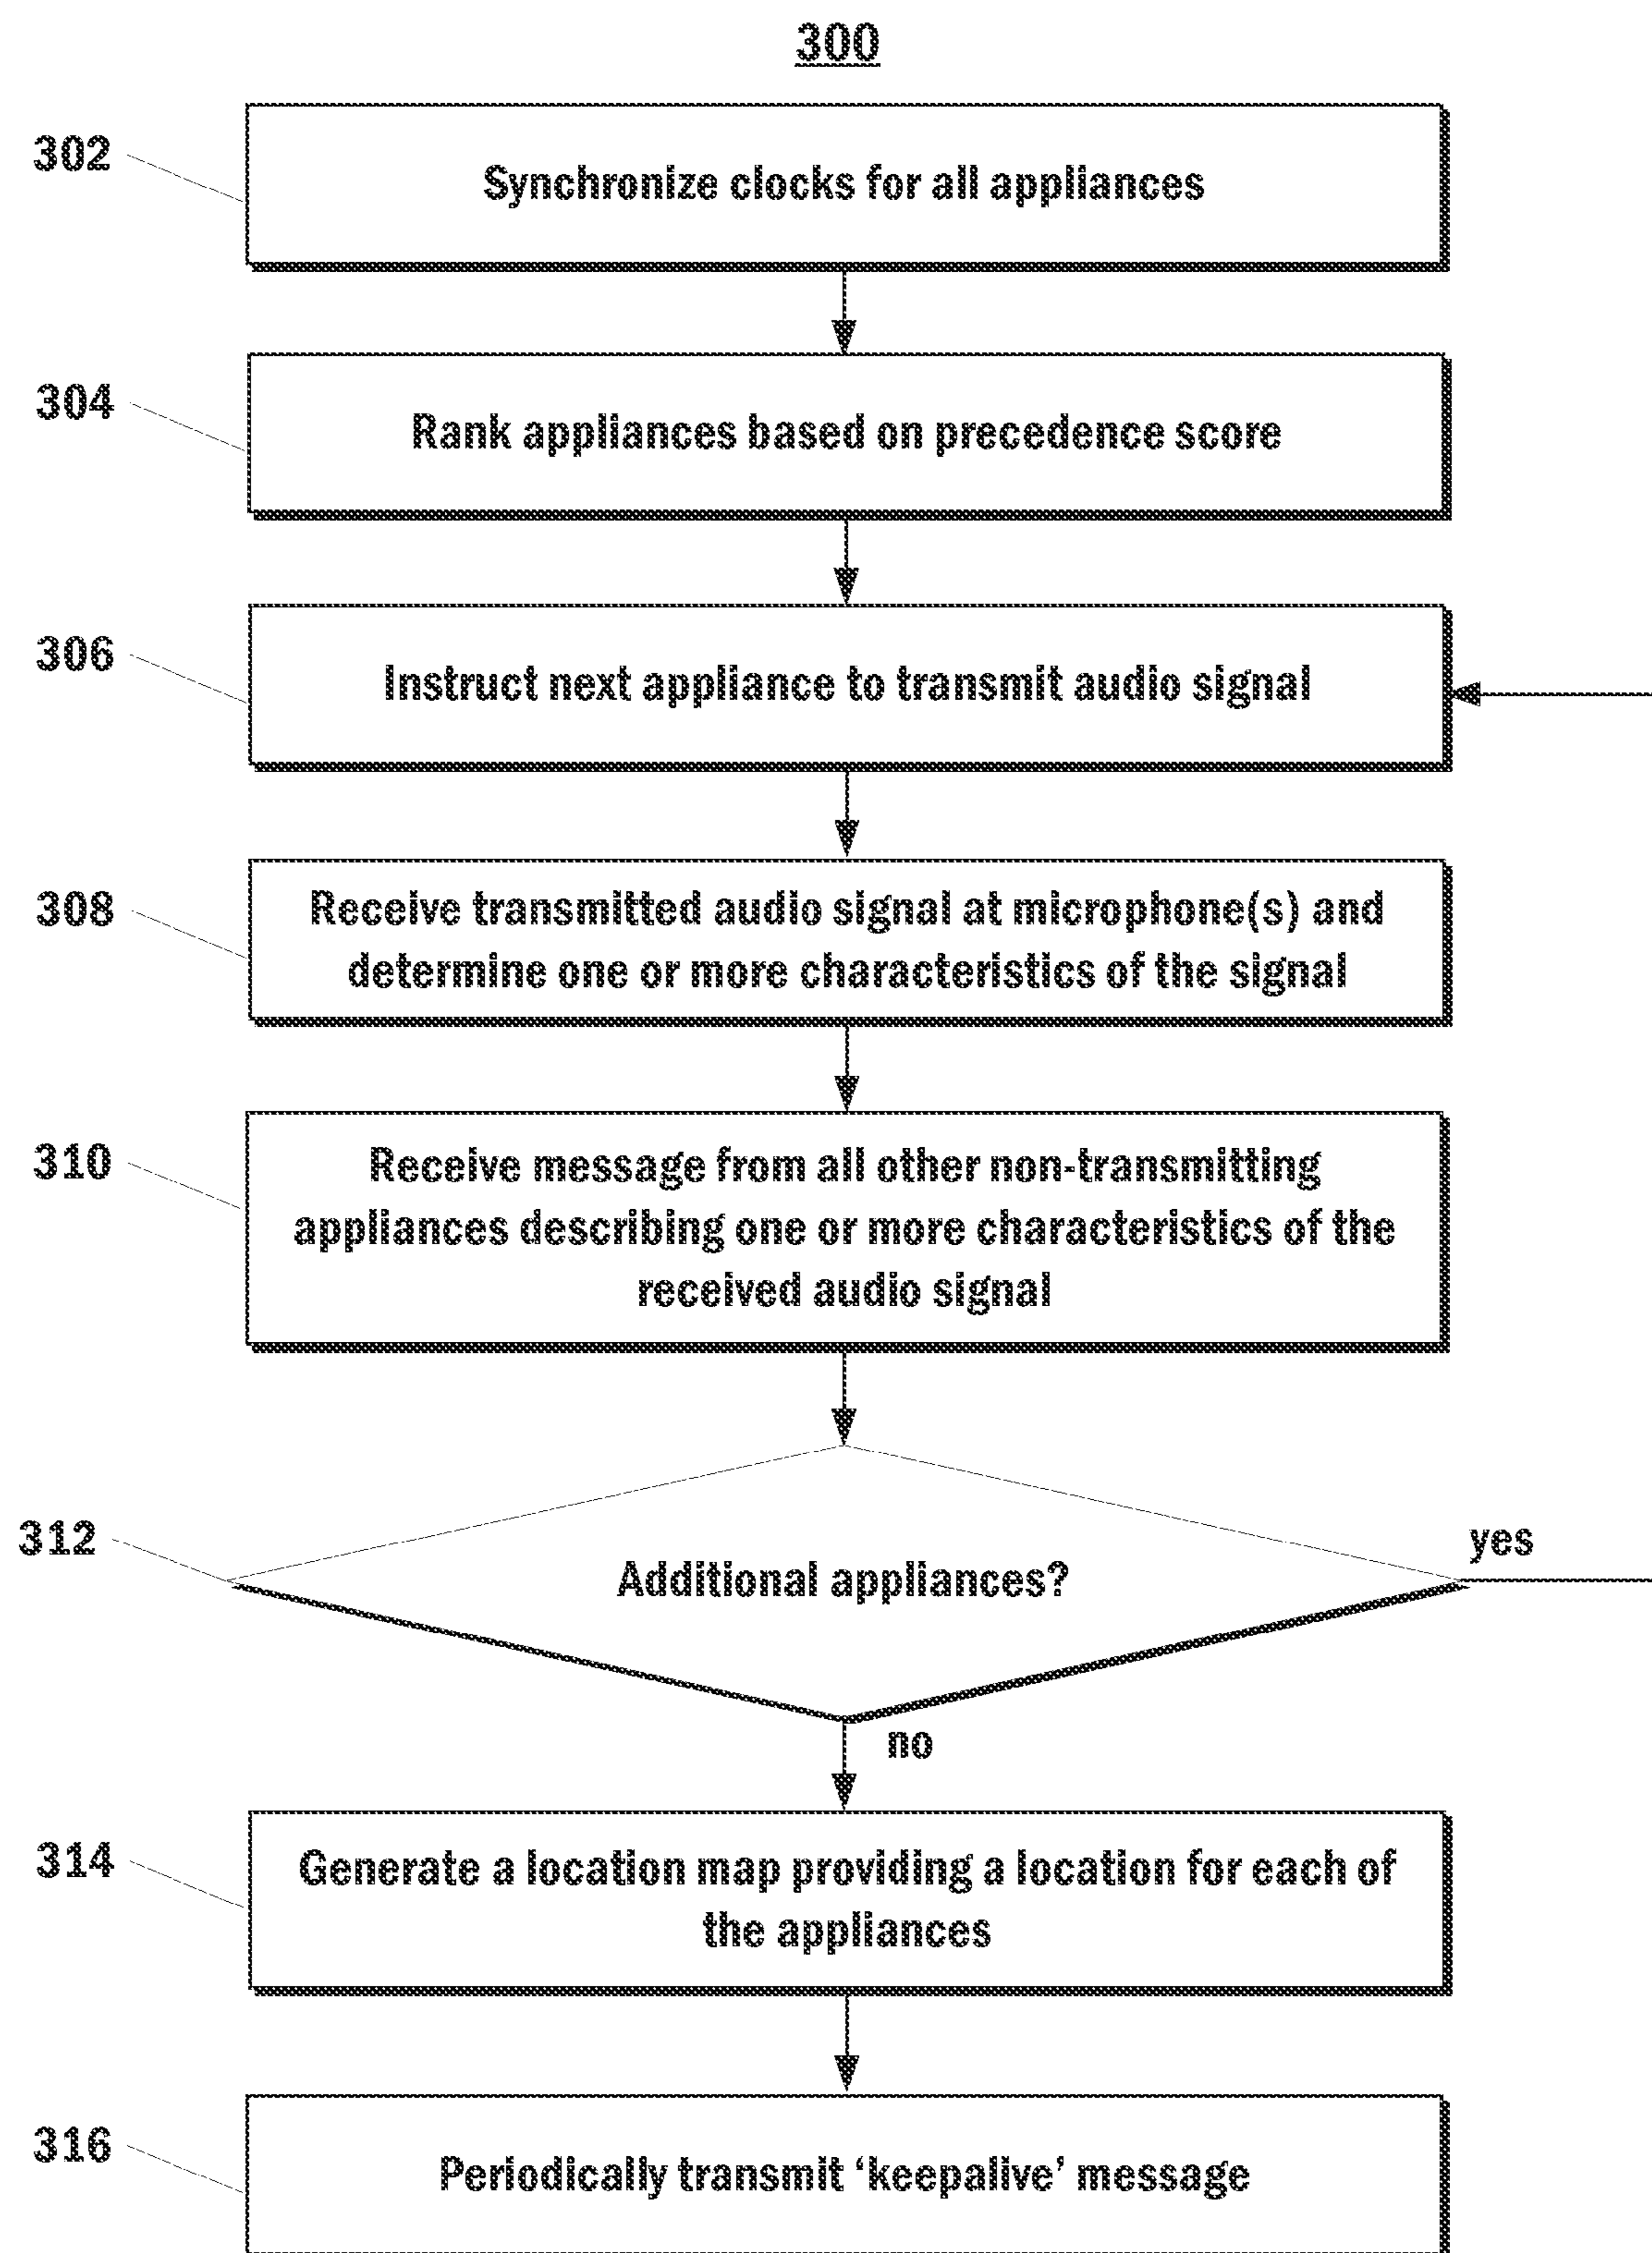 300
302
Synchronize clocks for all appliances
304
Rank appliances based on precedence score
306
Instruct next appliance to transmit audio signal
308
Receive transmitted audio signal at microphone(s) and
determine one or more characteristics of the signal
310
Receive message from all other non-transmitting
appliances describing one or more characteristics of the
received audio signal
312
Additional appliances?
yes
no
314
Generate a location map providing a location for each of
the appliances
316
Periodically transmit ‘keepalive’ message